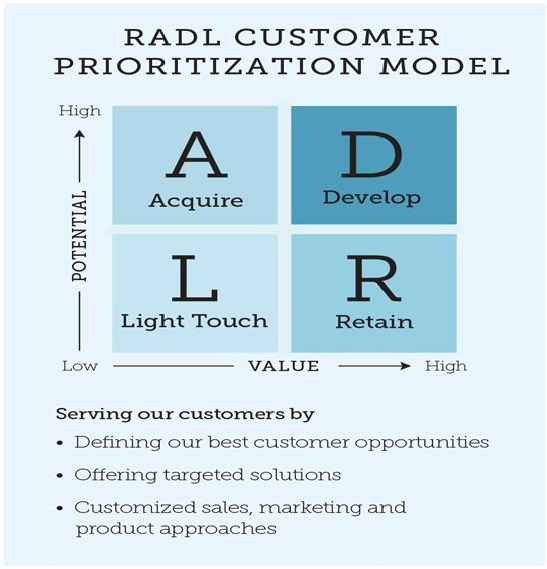 RADL CUSTOMER
PRIORITIZATION MODEL
High
A
Acquire
D
Develop
POTENTIAL
L
Light Touch
R
Retain
Low
VALUE
High
Serving our customers by
• Defining our best customer opportunities
• Offering targeted solutions
• Customized sales, marketing and
product approaches